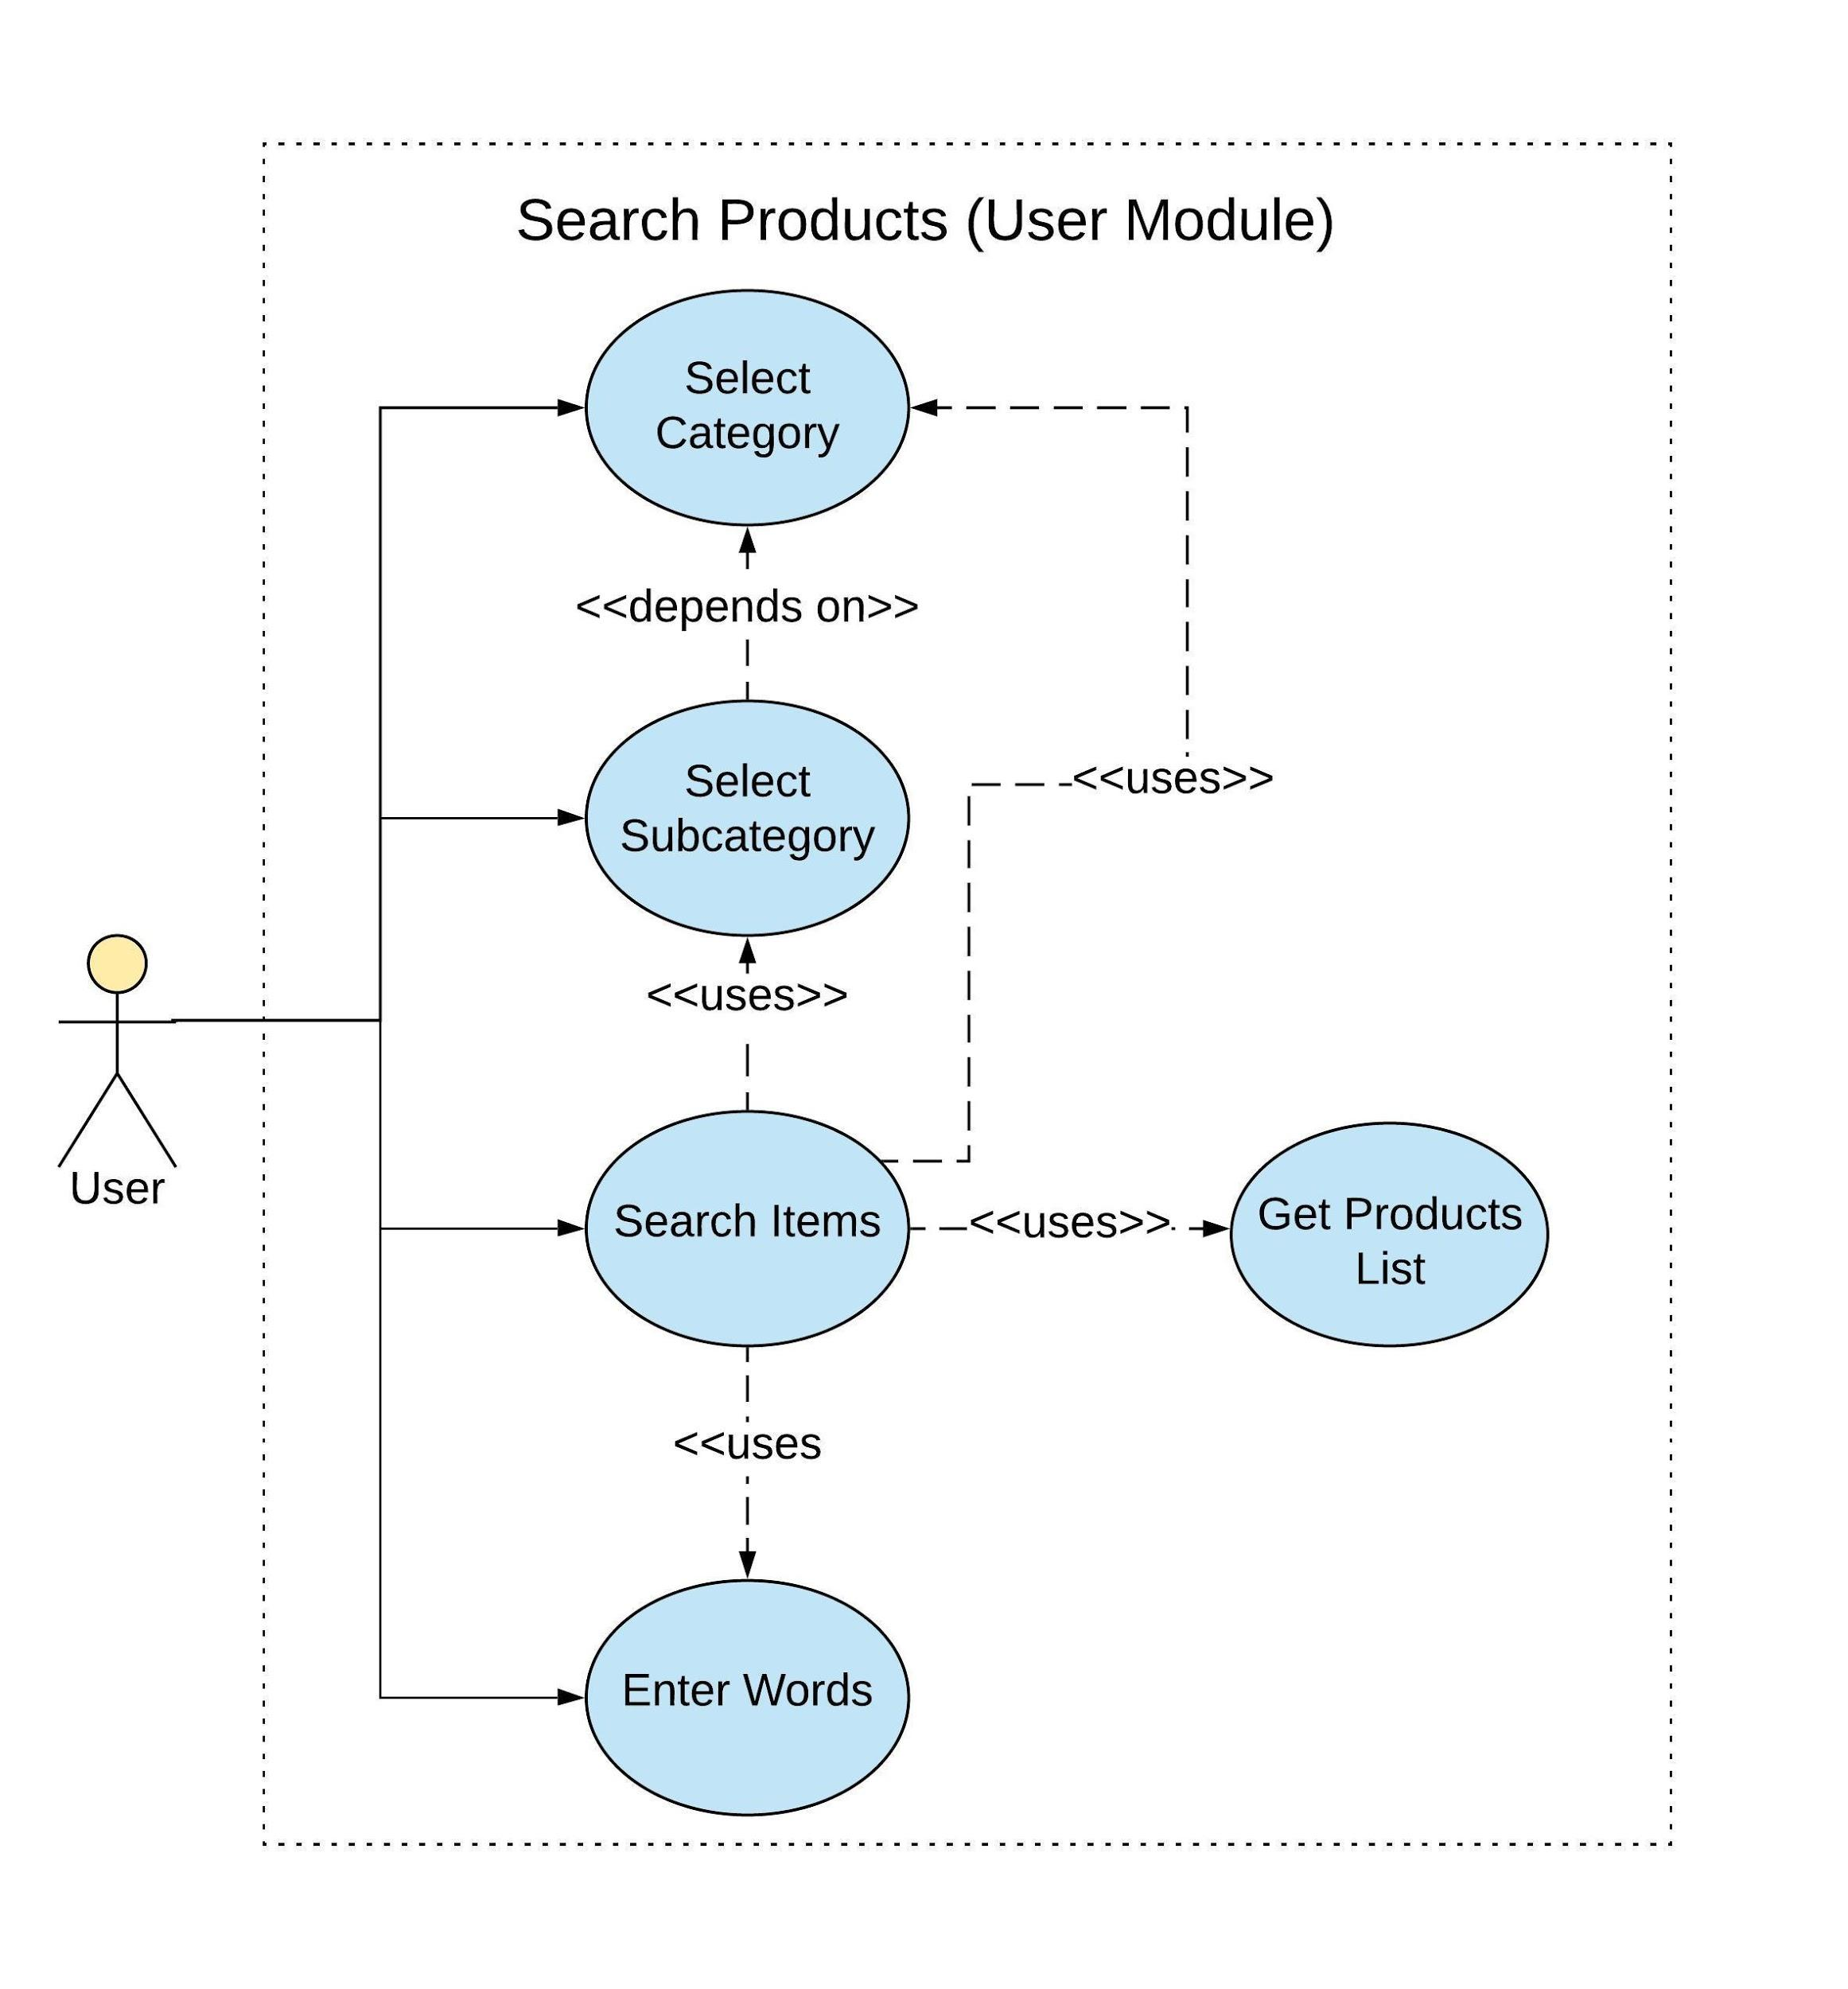 Search Products (User Module)
Select
Category
<<depends on>>
Select
Subcategory
<<uses>>
<<uses>>
User
Search Items
<<uses>>
Get Products
List
<<uses
Enter Words